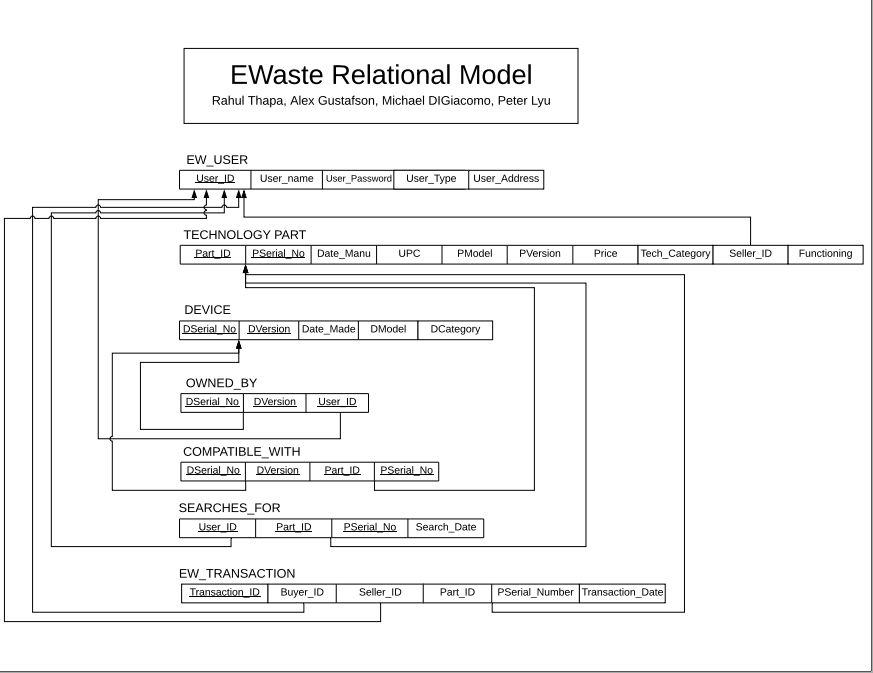 EWaste Relational Model
Rahul Thapa, Alex Gustafson, Michael DIGiacomo, Peter Lyu
EW_USER
User_ID User_name User_Password User_Type User_Address
TECHNOLOGY PART
Part_ID PSerial_No Date_Manu UPC PModel PVersion Price Tech_Category Seller_ID Functioning
DEVICE
DSerial_No DVersion Date_Made DModel DCategory
OWNED_BY
DSerial_No DVersion User_ID
COMPATIBLE_WITH
DSerial_No DVersion Part_ID PSerial_No
SEARCHES_FOR
User_ID Part_ID PSerial_No Search_Date
EW_TRANSACTION
Transaction_ID Buyer_ID Seller_ID Part_ID PSerial_Number Transaction_Date